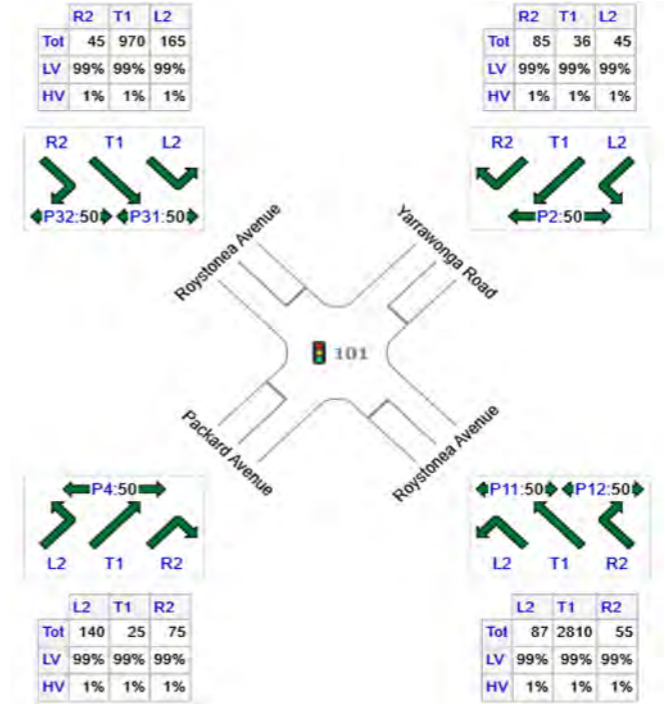 R2 T1 L2
Tot 45 970 165
LV 99% 99% 99%
HV 1% 1% 1%
R2 T1 L2
P32:50 P31:50
R2 T1 L2
Tot 85 36 45
LV 99% 99% 99%
HV 1% 1% 1%
R2 T1 L2
P2:50
Roystonea Avenue
Yarrawonga Road
101
Packard Avenue
Roystonea Avenue
P4:50
L2 T1 R2
L2 T1 R2
Tot 140 25 75
LV 99% 99% 99%
HV 1% 1% 1%
P11:50 P12:50
L2 T1 R2
L2 T1 R2
Tot 87 2810 55
LV 99% 99% 99%
HV 1% 1% 1%